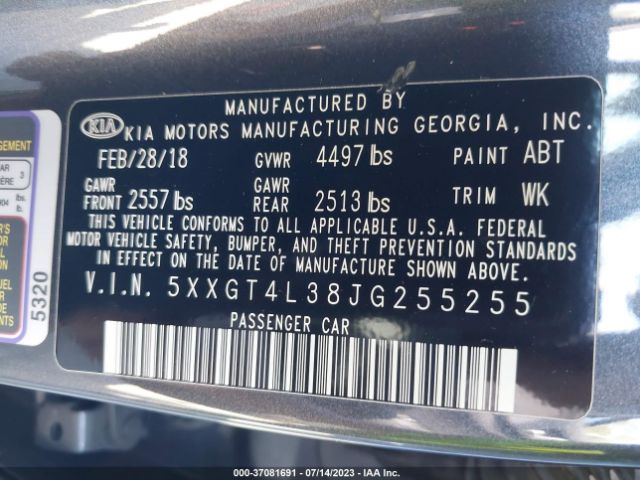 MANUFACTURED BY
KIA KIA MOTORS MANUFACTURING GEORGIA, INC.
FEB/28/18 GVWR 4497 lbs PAINT ABT
GAWR FRONT 2557 lbs GAWR REAR 2513 lbs TRIM WK
THIS VEHICLE CONFORMS TO ALL APPLICABLE U.S.A. FEDERAL
MOTOR VEHICLE SAFETY, BUMPER, AND THEFT PREVENTION STANDARDS
IN EFFECT ON THE DATE OF MANUFACTURE SHOWN ABOVE.
V.I.N. 5XXGT4L38JG255255
PASSENGER CAR
5320
000-37081691 / 07/14/2023 / IAAI.COM